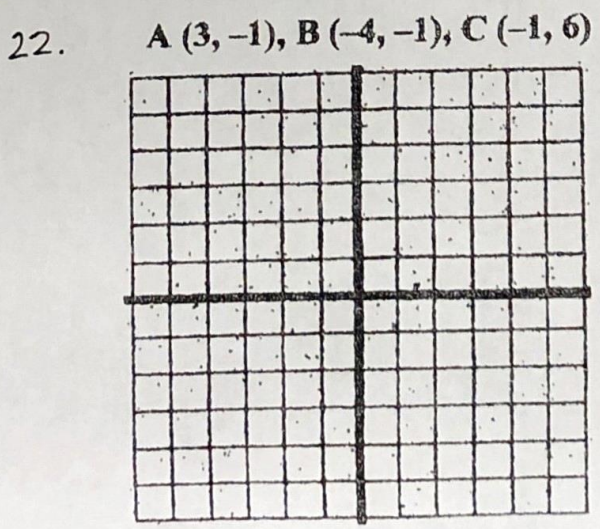 22. A (3, –1), B (–4, –1), C (–1, 6)